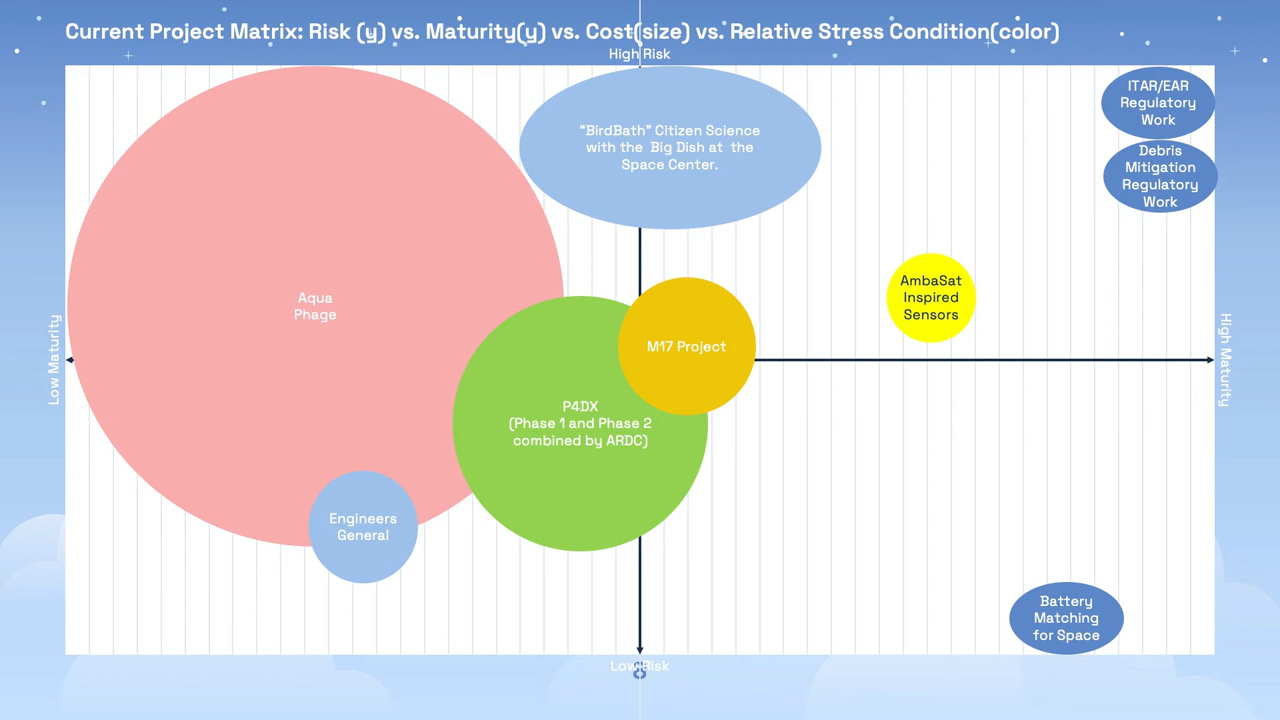 Current Project Matrix: Risk (y) vs. Maturity(y) vs. Cost(size) vs. Relative Stress Condition(color)
High Risk
ITAR/EAR
Regulatory
Work
"BirdBath" Citizen Science
with the Big Dish at the
Space Center.
Debris
Mitigation
Regulatory
Work
AmbaSat
Inspired
Sensors
Aqua
Phage
M17 Project
Low Maturity
High Maturity
P4DX
(Phase 1 and Phase 2
combined by ARDC)
Engineers
General
Battery
Matching
for Space
Low Risk